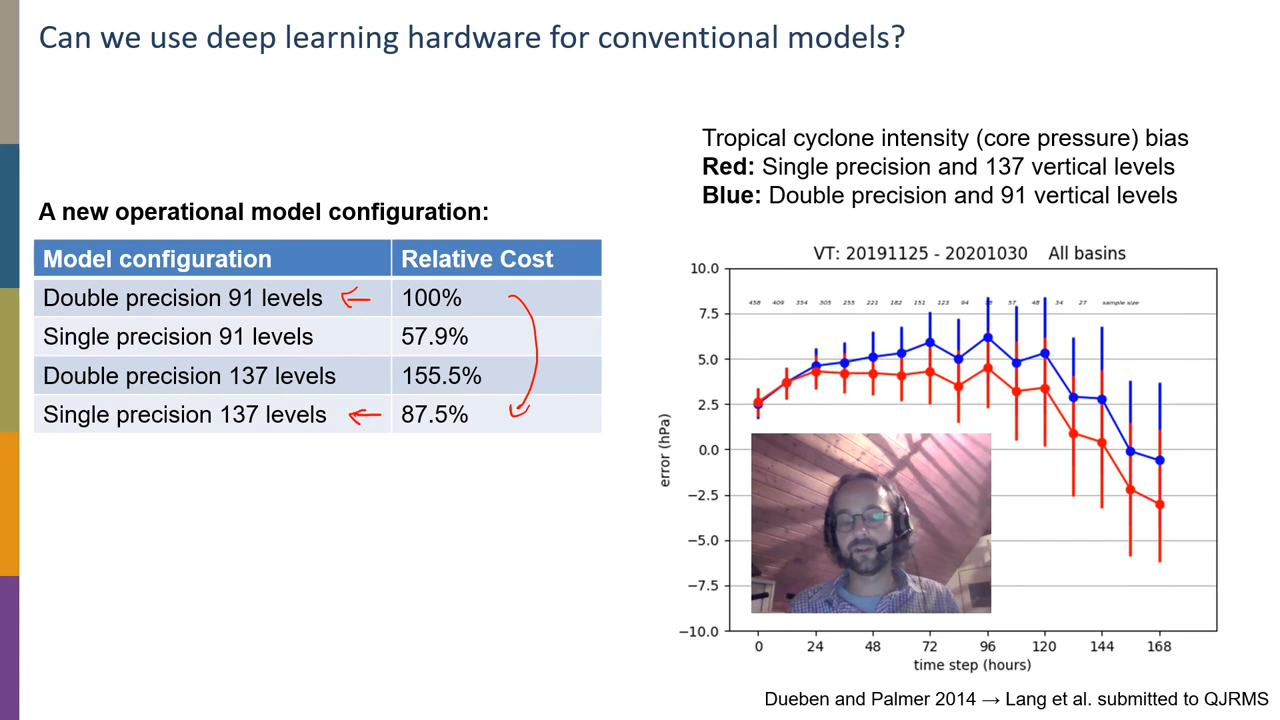 Can we use deep learning hardware for conventional models?
Tropical cyclone intensity (core pressure) bias
Red: Single precision and 137 vertical levels
Blue: Double precision and 91 vertical levels
A new operational model configuration:
Model configuration Relative Cost
Double precision 91 levels 100%
Single precision 91 levels 57.9%
Double precision 137 levels 155.5%
Single precision 137 levels 87.5%
VT: 20191125 - 20201030 All basins
458 409 354 305 255 221 182 151 123 94 57 48 34 27 sample size
10.0
7.5
5.0
2.5
0.0
−2.5
−5.0
−7.5
−10.0
error (hPa)
0 24 48 72 96 120 144 168
time step (hours)
Dueben and Palmer 2014 → Lang et al. submitted to QJRMS